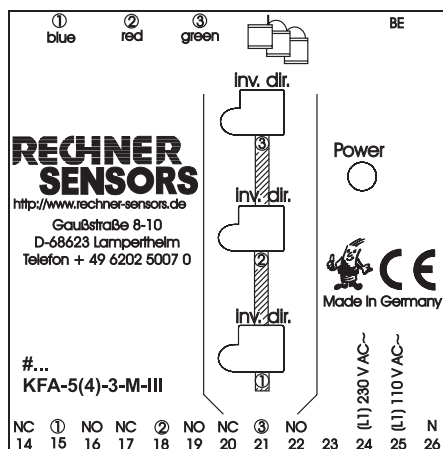 ① ② ③ BE
blue red green
inv. dir.
③
RECHNER
SENSORS
http://www.rechner-sensors.de
Gaußstraße 8-10
D-68623 Lampertheim
Telefon + 49 6202 5007 0
Power
inv. dir.
②
CE
Made in Germany
inv. dir.
①
#...
KFA-5(4)-3-M-III
(L1) 230 V AC~
(L1) 110 V AC~
NC ① NO NC ② NO NC ③ NO N
14 15 16 17 18 19 20 21 22 23 24 25 26